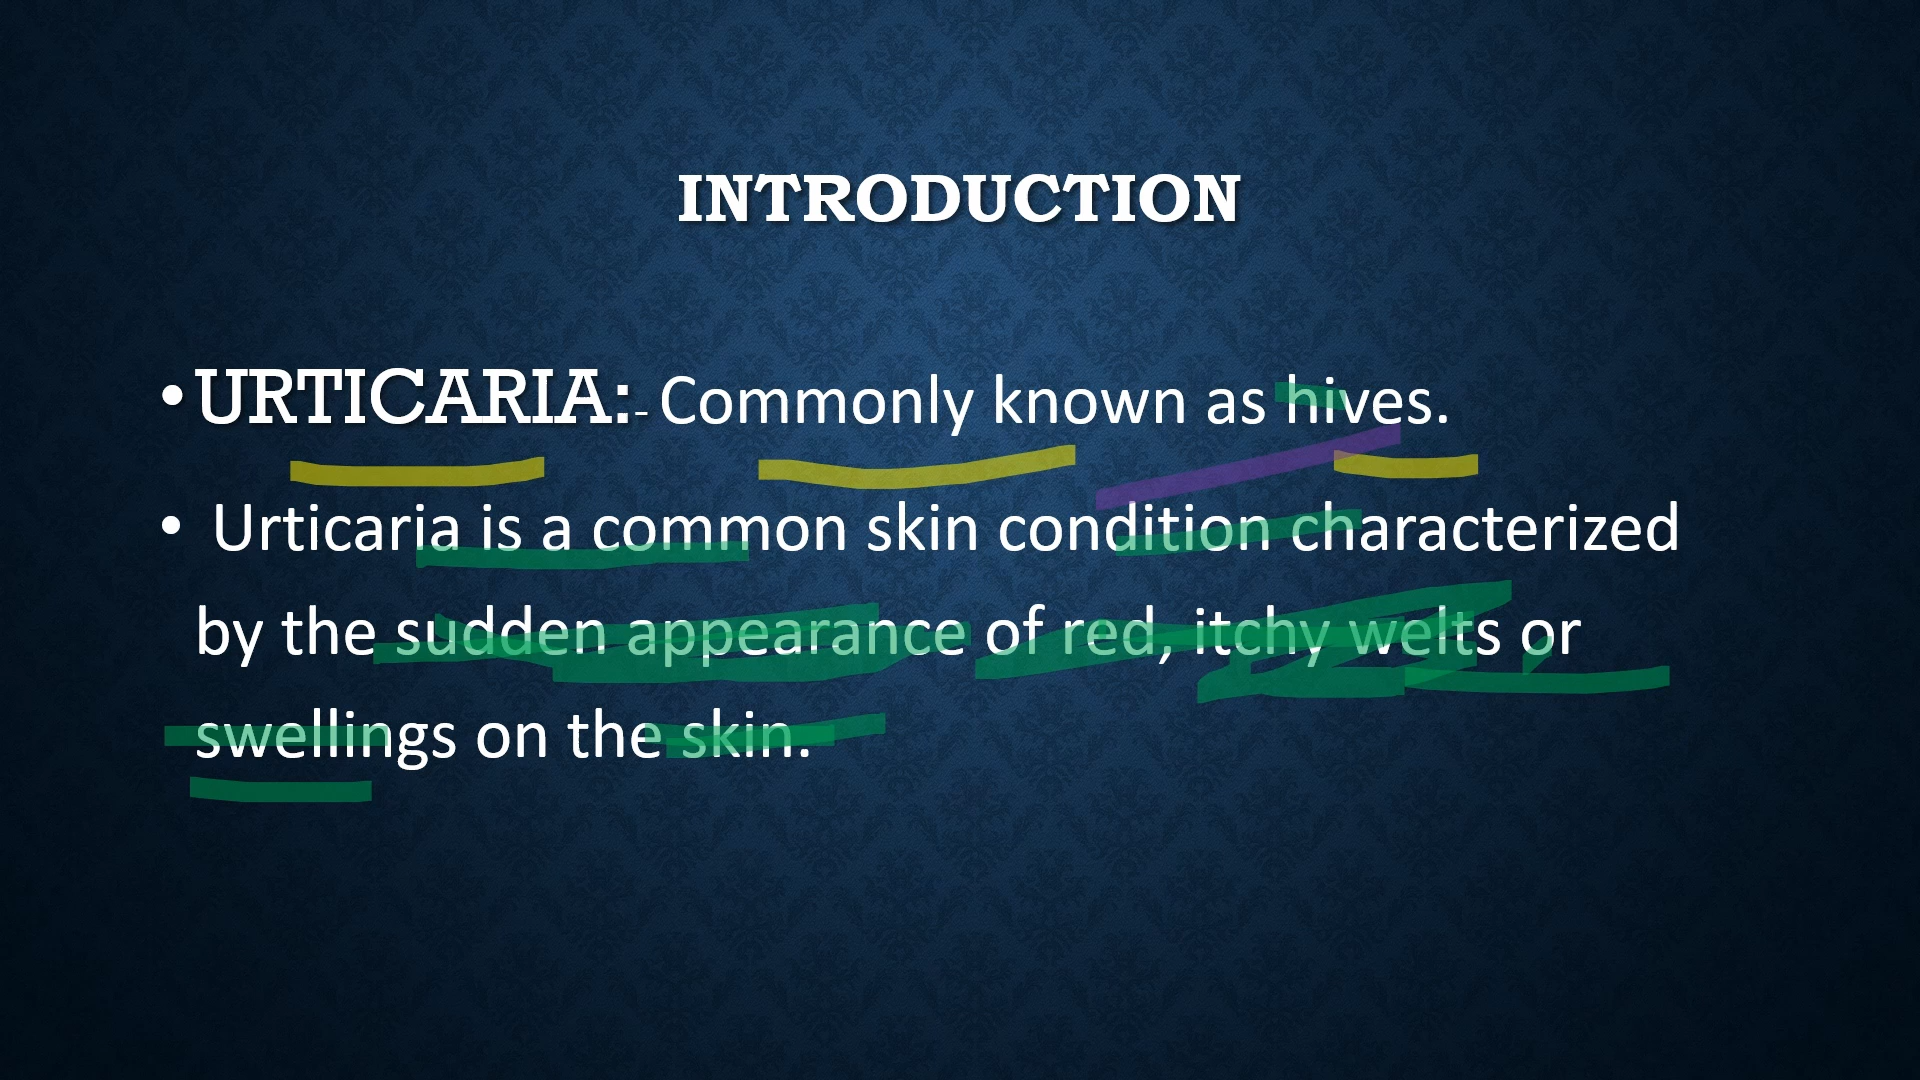 INTRODUCTION
•URTICARIA:- Commonly known as hives.
• Urticaria is a common skin condition characterized
by the sudden appearance of red, itchy welts or
swellings on the skin.